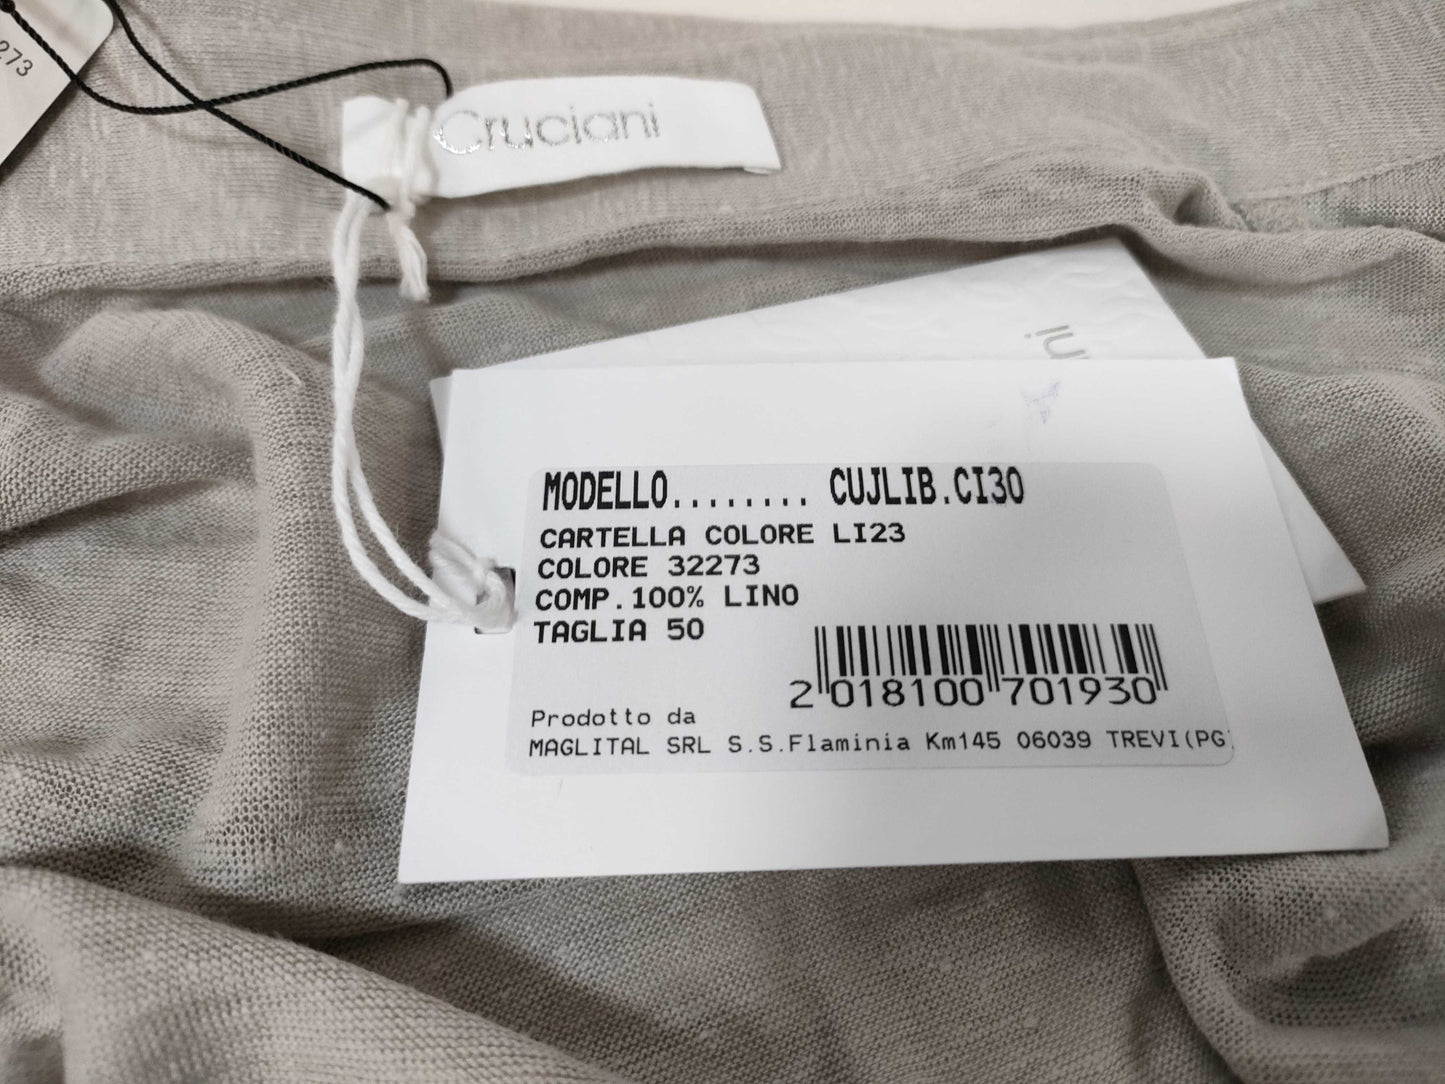 273
Cruciani
ni
MODELLO........ CUJLIB.CI30
CARTELLA COLORE LI23
COLORE 32273
COMP.100% LINO
TAGLIA 50
2 018100 701930
Prodotto da
MAGLITAL SRL S.S.Flaminia Km145 06039 TREVI(PG